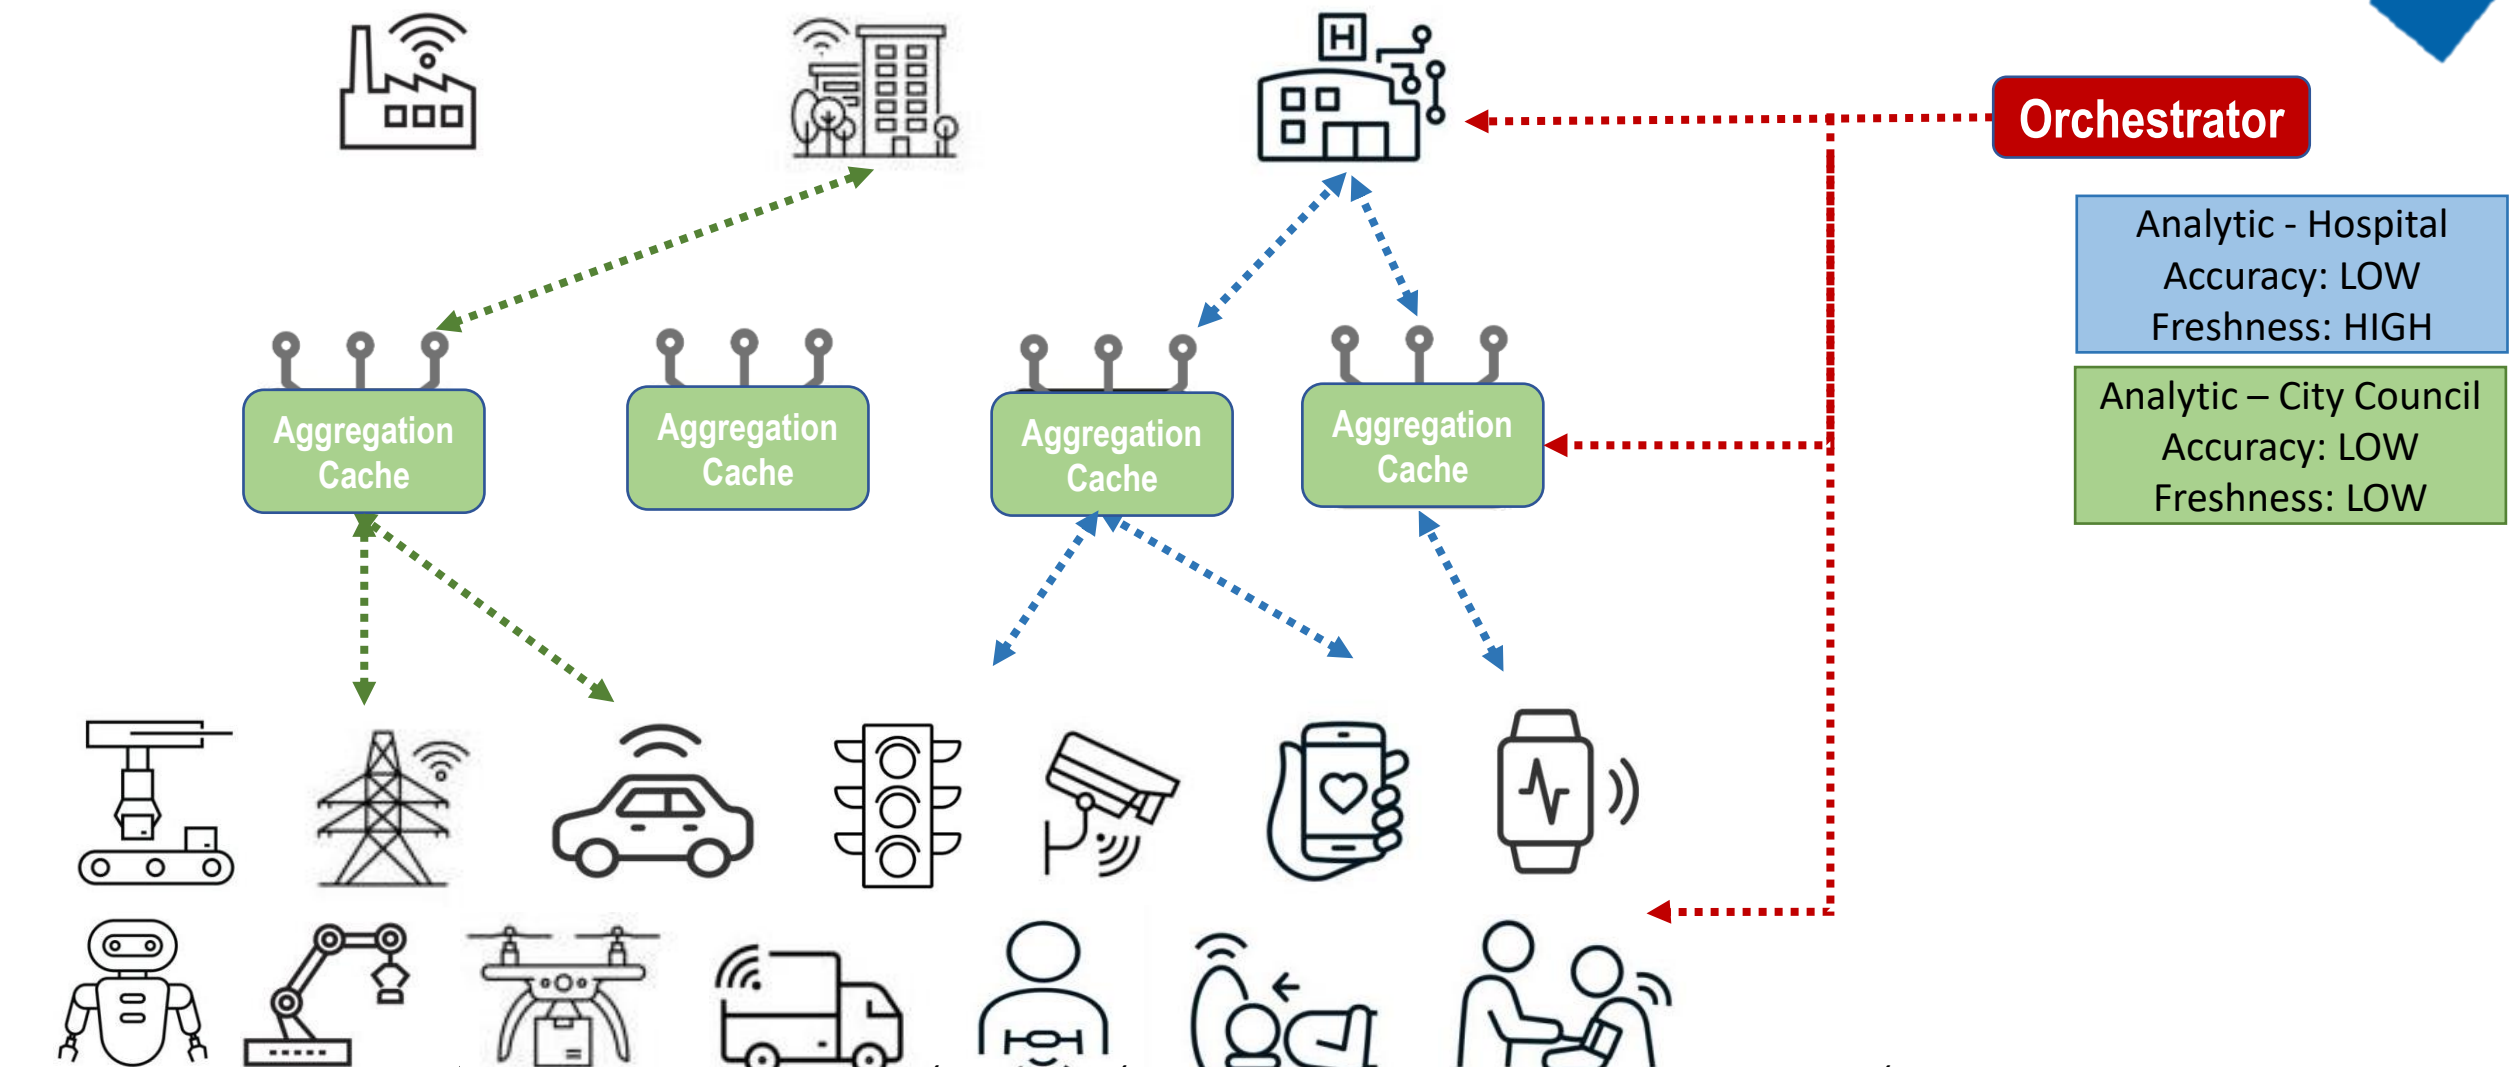 H
Orchestrator
Analytic - Hospital
Accuracy: LOW
Freshness: HIGH
Analytic – City Council
Accuracy: LOW
Freshness: LOW
Aggregation
Cache
Aggregation
Cache
Aggregation
Cache
Aggregation
Cache